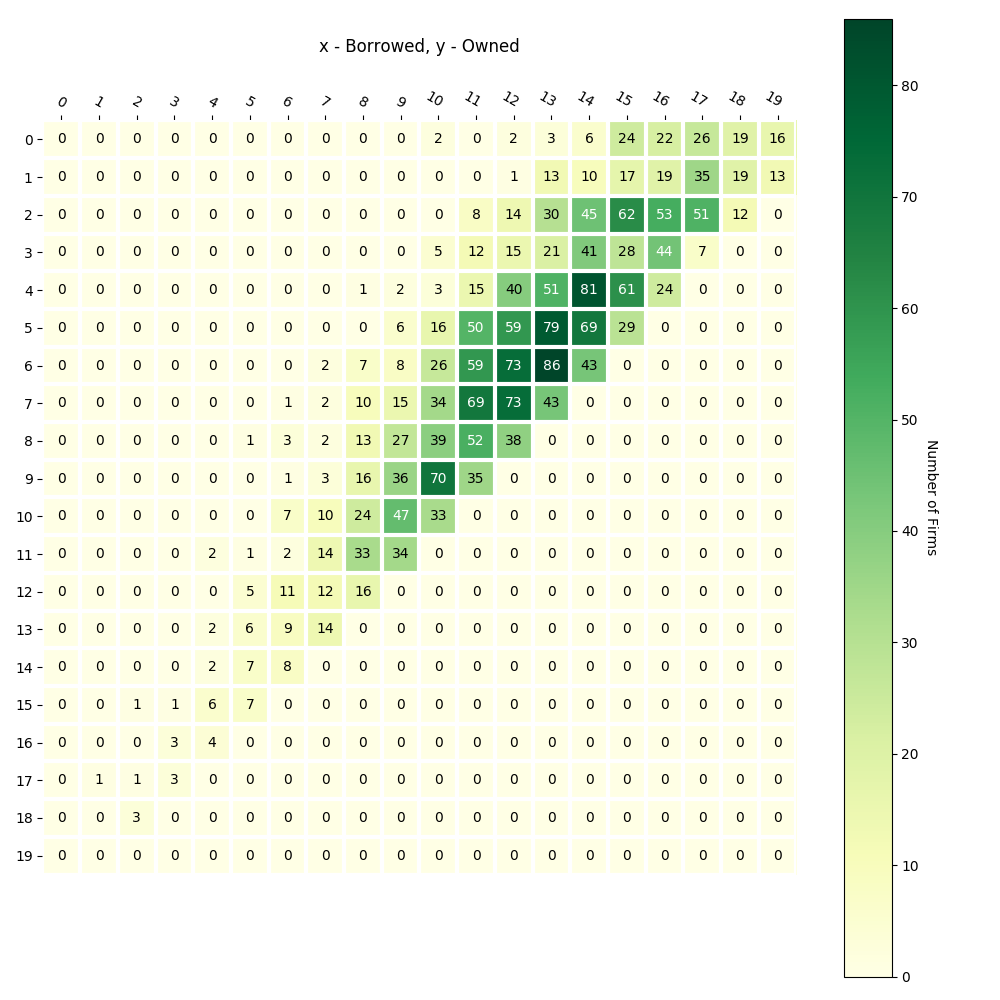 x - Borrowed, y - Owned
0 1 2 3 4 5 6 7 8 9 10 11 12 13 14 15 16 17 18 19
0 0 0 0 0 0 0 0 0 0 0 2 0 2 3 6 24 22 26 19 16
1 0 0 0 0 0 0 0 0 0 0 0 0 1 13 10 17 19 35 19 13
2 0 0 0 0 0 0 0 0 0 0 0 8 14 30 45 62 53 51 12 0
3 0 0 0 0 0 0 0 0 0 0 5 12 15 21 41 28 44 7 0 0
4 0 0 0 0 0 0 0 0 1 2 3 15 40 51 81 61 24 0 0 0
5 0 0 0 0 0 0 0 0 0 6 16 50 59 79 69 29 0 0 0 0
6 0 0 0 0 0 0 0 2 7 8 26 59 73 86 43 0 0 0 0 0
7 0 0 0 0 0 0 1 2 10 15 34 69 73 43 0 0 0 0 0 0
8 0 0 0 0 0 1 3 2 13 27 39 52 38 0 0 0 0 0 0 0
9 0 0 0 0 0 0 1 3 16 36 70 35 0 0 0 0 0 0 0 0
10 0 0 0 0 0 0 7 10 24 47 33 0 0 0 0 0 0 0 0 0
11 0 0 0 0 2 1 2 14 33 34 0 0 0 0 0 0 0 0 0 0
12 0 0 0 0 0 5 11 12 16 0 0 0 0 0 0 0 0 0 0 0
13 0 0 0 0 2 6 9 14 0 0 0 0 0 0 0 0 0 0 0 0
14 0 0 0 0 2 7 8 0 0 0 0 0 0 0 0 0 0 0 0 0
15 0 0 1 1 6 7 0 0 0 0 0 0 0 0 0 0 0 0 0 0
16 0 0 0 3 4 0 0 0 0 0 0 0 0 0 0 0 0 0 0 0
17 0 1 1 3 0 0 0 0 0 0 0 0 0 0 0 0 0 0 0 0
18 0 0 3 0 0 0 0 0 0 0 0 0 0 0 0 0 0 0 0 0
19 0 0 0 0 0 0 0 0 0 0 0 0 0 0 0 0 0 0 0 0
80
70
60
50
40
30
20
10
0
Number of Firms